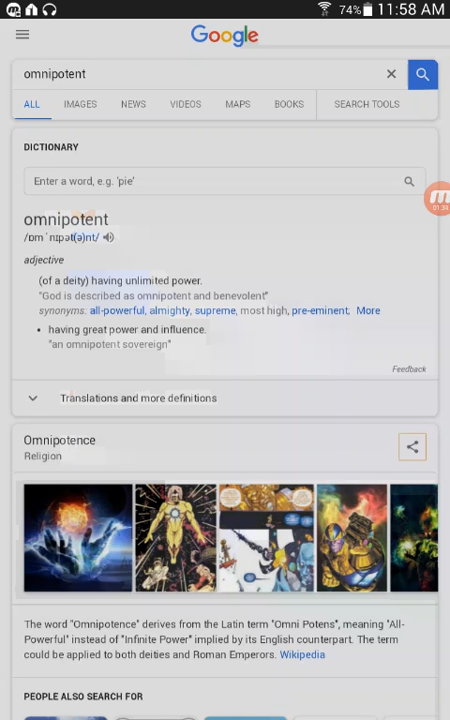 74% 11:58 AM
Google
omnipotent
ALL IMAGES NEWS VIDEOS MAPS BOOKS SEARCH TOOLS
DICTIONARY
Enter a word, e.g. 'pie'
01:34
omnipotent
/ɒmˈnɪpət(ə)nt/
adjective
(of a deity) having unlimited power.
"God is described as omnipotent and benevolent"
synonyms: all-powerful, almighty, supreme, most high, pre-eminent, More
• having great power and influence.
"an omnipotent sovereign"
Feedback
Translations and more definitions
Omnipotence
Religion
The word "Omnipotence" derives from the Latin term "Omni Potens", meaning "All-
Powerful" instead of "Infinite Power" implied by its English counterpart. The term
could be applied to both deities and Roman Emperors. Wikipedia
PEOPLE ALSO SEARCH FOR